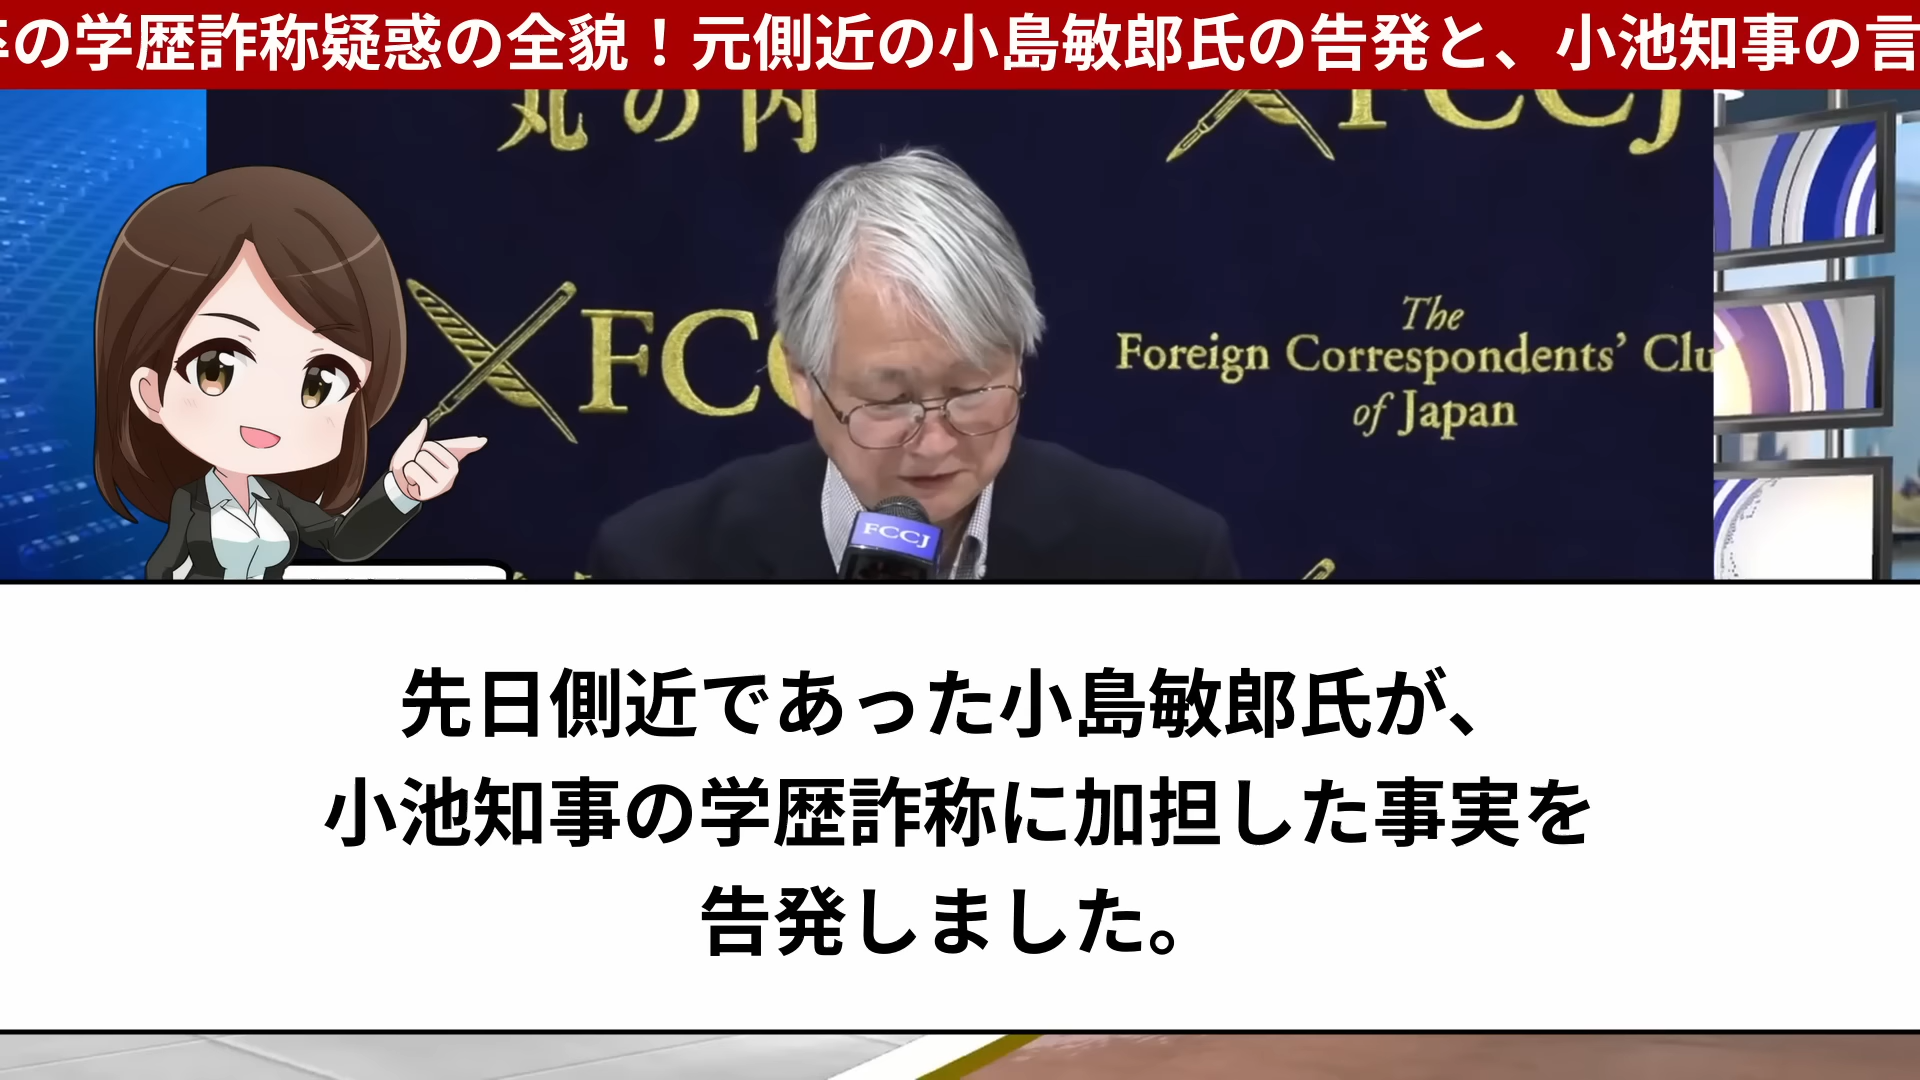 の学歴詐称疑惑の全貌！元側近の小島敏郎氏の告発と、小池知事の言
丸の内
FCCJ
FCC
The
Foreign Correspondents' Clu
of Japan
FCCJ
先日側近であった小島敏郎氏が、
小池知事の学歴詐称に加担した事実を
告発しました。